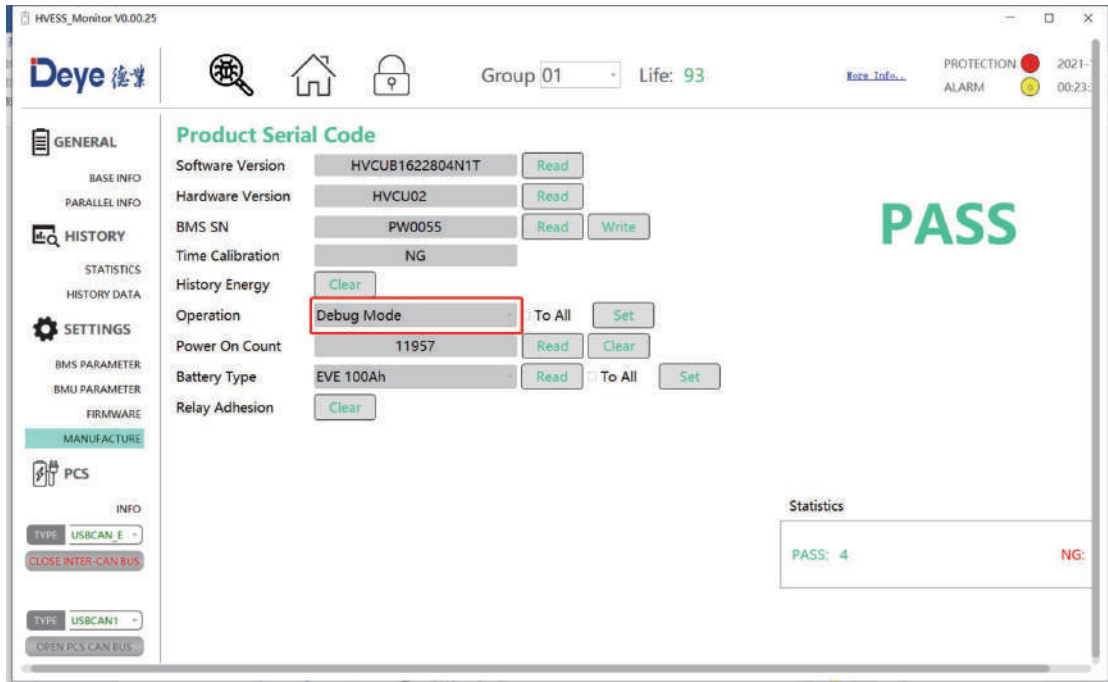 HVESS_Monitor V0.00.25
Deye 德業
Group 01
Life: 93
More Info...
PROTECTION
2021-
ALARM
00:23:
GENERAL
BASE INFO
PARALLEL INFO
HISTORY
STATISTICS
HISTORY DATA
SETTINGS
BMS PARAMETER
BMU PARAMETER
FIRMWARE
MANUFACTURE
PCS
INFO
TYPE USBCAN_E
CLOSE INTER-CAN BUS
TYPE USBCAN1
OPEN PCS CAN BUS
Product Serial Code
Software Version HVCUB1622804N1T Read
Hardware Version HVCU02 Read
BMS SN PW0055 Read Write
Time Calibration NG
History Energy Clear
Operation Debug Mode To All Set
Power On Count 11957 Read Clear
Battery Type EVE 100Ah Read To All Set
Relay Adhesion Clear
PASS
Statistics
PASS: 4
NG: